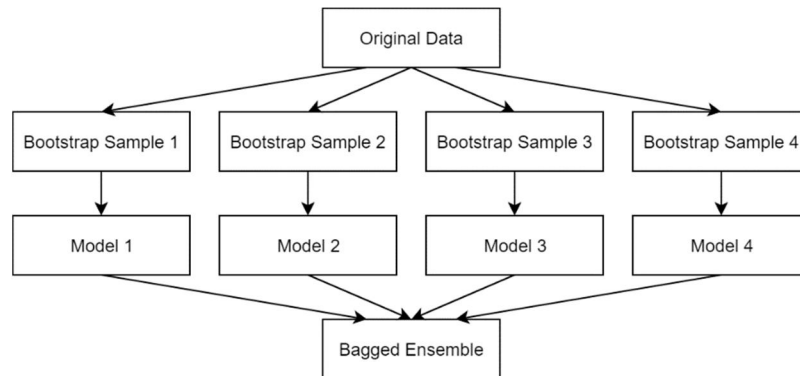 Original Data
Bootstrap Sample 1
Bootstrap Sample 2
Bootstrap Sample 3
Bootstrap Sample 4
Model 1
Model 2
Model 3
Model 4
Bagged Ensemble